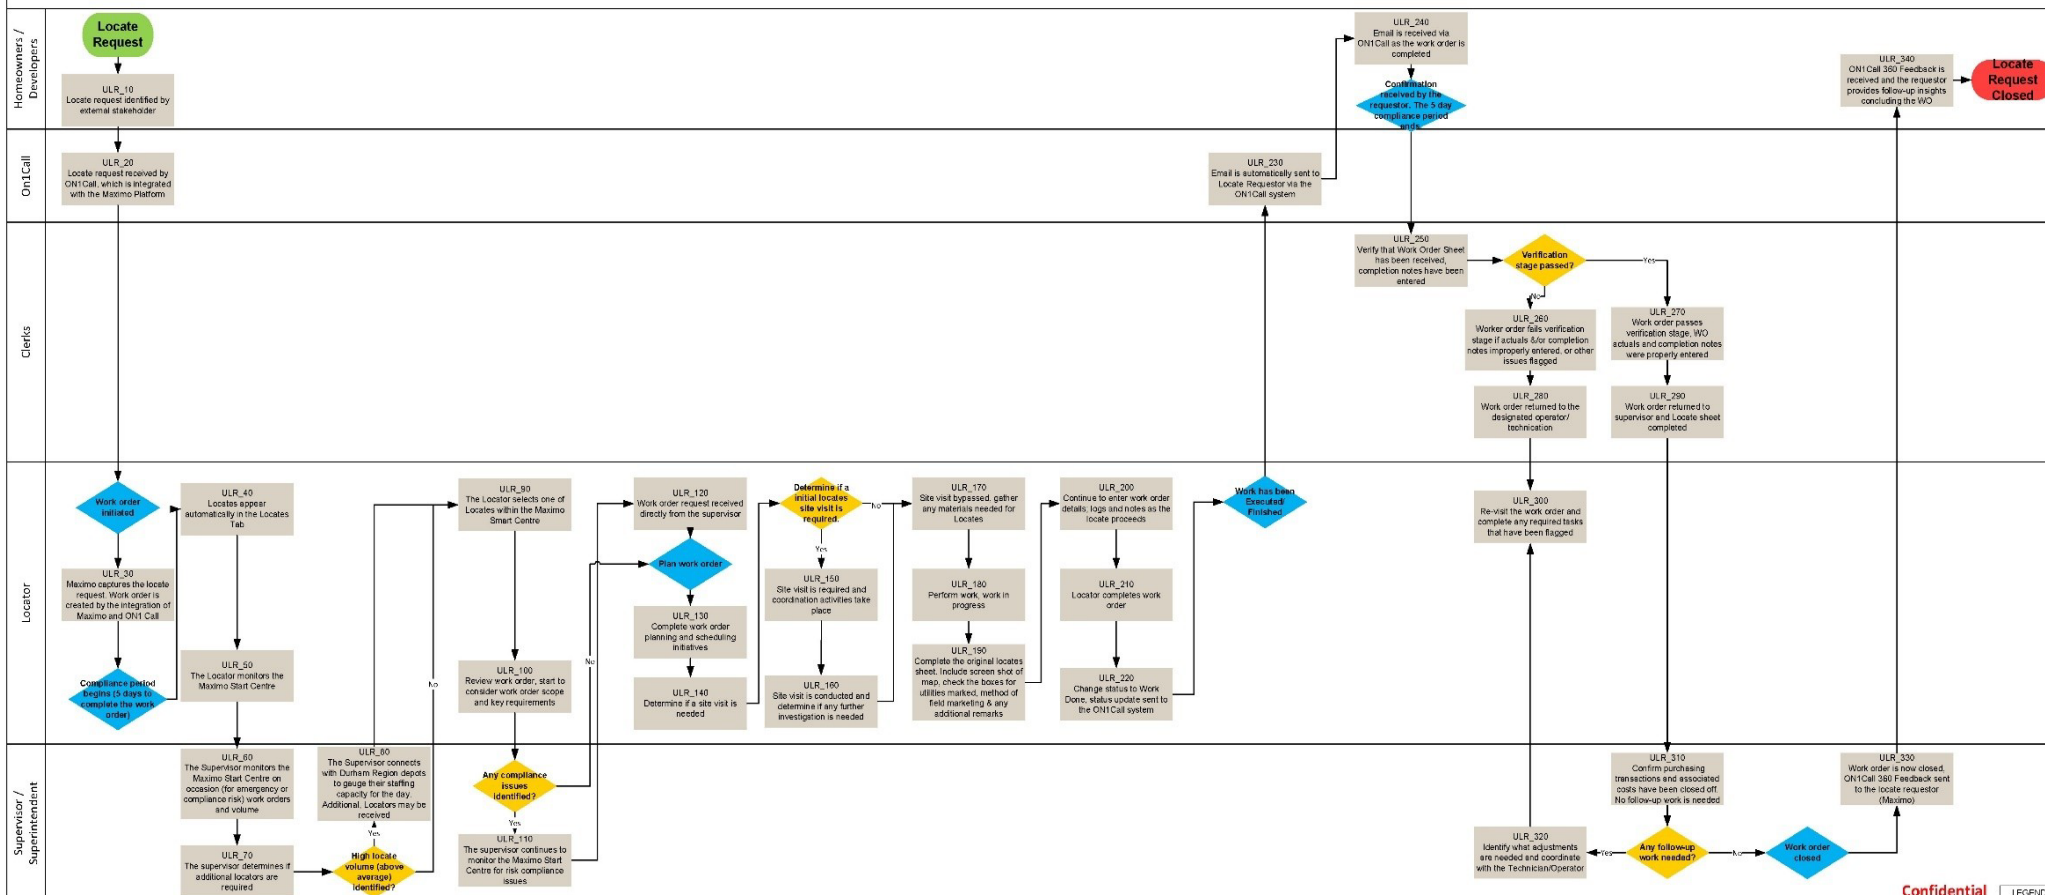 Homeowners /
Developers
Locate
Request
ULR_10
Locate request identified by
external stakeholder
ULR_240
Email is received via
ON1Call as the work order is
completed
Confirmation
received by the
requestor. The 5 day
compliance period
ends.
ULR_340
ON1Call 360 Feedback is
received and the requestor
provides follow-up insights
concluding the WO
Locate
Request
Closed
On1Call
ULR_20
Locate request received by
ON1Call, which is integrated
with the Maximo Platform
ULR_230
Email is automatically sent to
Locate Requestor via the
ON1Call system
Clerks
ULR_250
Verify that Work Order Sheet
has been received,
completion notes have been
entered
Verification
stage passed?
Yes
No
ULR_260
Worker order fails verification
stage if actuals &/or completion
notes improperly entered, or other
issues flagged
ULR_270
Work order passes
verification stage, WO
actuals and completion notes
were properly entered
ULR_280
Work order returned to the
designated operator/
technication
ULR_290
Work order returned to
supervisor and Locate sheet
completed
Locator
Work order
initiated
ULR_30
Maximo captures the locate
request. Work order is
created by the integration of
Maximo and ON1 Call
Compliance period
begins (5 days to
complete the work
order)
ULR_40
Locates appear
automatically in the Locates
Tab
ULR_50
The Locator monitors the
Maximo Start Centre
No
ULR_90
The Locator selects one of
Locates within the Maximo
Smart Centre
ULR_100
Review work order, start to
consider work order scope
and key requirements
No
ULR_120
Work order request received
directly from the supervisor
Plan work order
ULR_130
Complete work order
planning and scheduling
initiatives
ULR_140
Determine if a site visit is
needed
Determine if a
initial locates
site visit is
required.
No
Yes
ULR_150
Site visit is required and
coordination activities take
place
ULR_160
Site visit is conducted and
determine if any further
investigation is needed
ULR_170
Site visit bypassed, gather
any materials needed for
Locates
ULR_180
Perform work, work in
progress
ULR_190
Complete the original locates
sheet. Include screen shot of
map, check the boxes for
utilities marked, method of
field marketing & any
additional remarks
ULR_200
Continue to enter work order
details, logs and notes as the
locate proceeds
ULR_210
Locator completes work
order
ULR_220
Change status to Work
Done, status update sent to
the ON1Call system
Work has been
Executed/
Finished
ULR_300
Re-visit the work order and
complete any required tasks
that have been flagged
Supervisor /
Superintendent
ULR_60
The Supervisor monitors the
Maximo Start Centre on
occasion (for emergency or
compliance risk) work orders
and volume
ULR_70
The supervisor determines if
additional locators are
required
ULR_80
The Supervisor connects
with Durham Region depots
to gauge their staffing
capacity for the day.
Additional, Locators may be
received
Yes
High locate
volume (above
average)
identified?
Any compliance
issues
identified?
Yes
ULR_110
The supervisor continues to
monitor the Maximo Start
Centre for risk compliance
issues
ULR_310
Confirm purchasing
transactions and associated
costs have been closed off.
No follow-up work is needed
ULR_320
Identify what adjustments
are needed and coordinate
with the Technician/Operator
Yes
Any follow-up
work needed?
No
Work order
closed
ULR_330
Work order is now closed,
ON1Call 360 Feedback sent
to the locate requestor
(Maximo)
Confidential
LEGEND